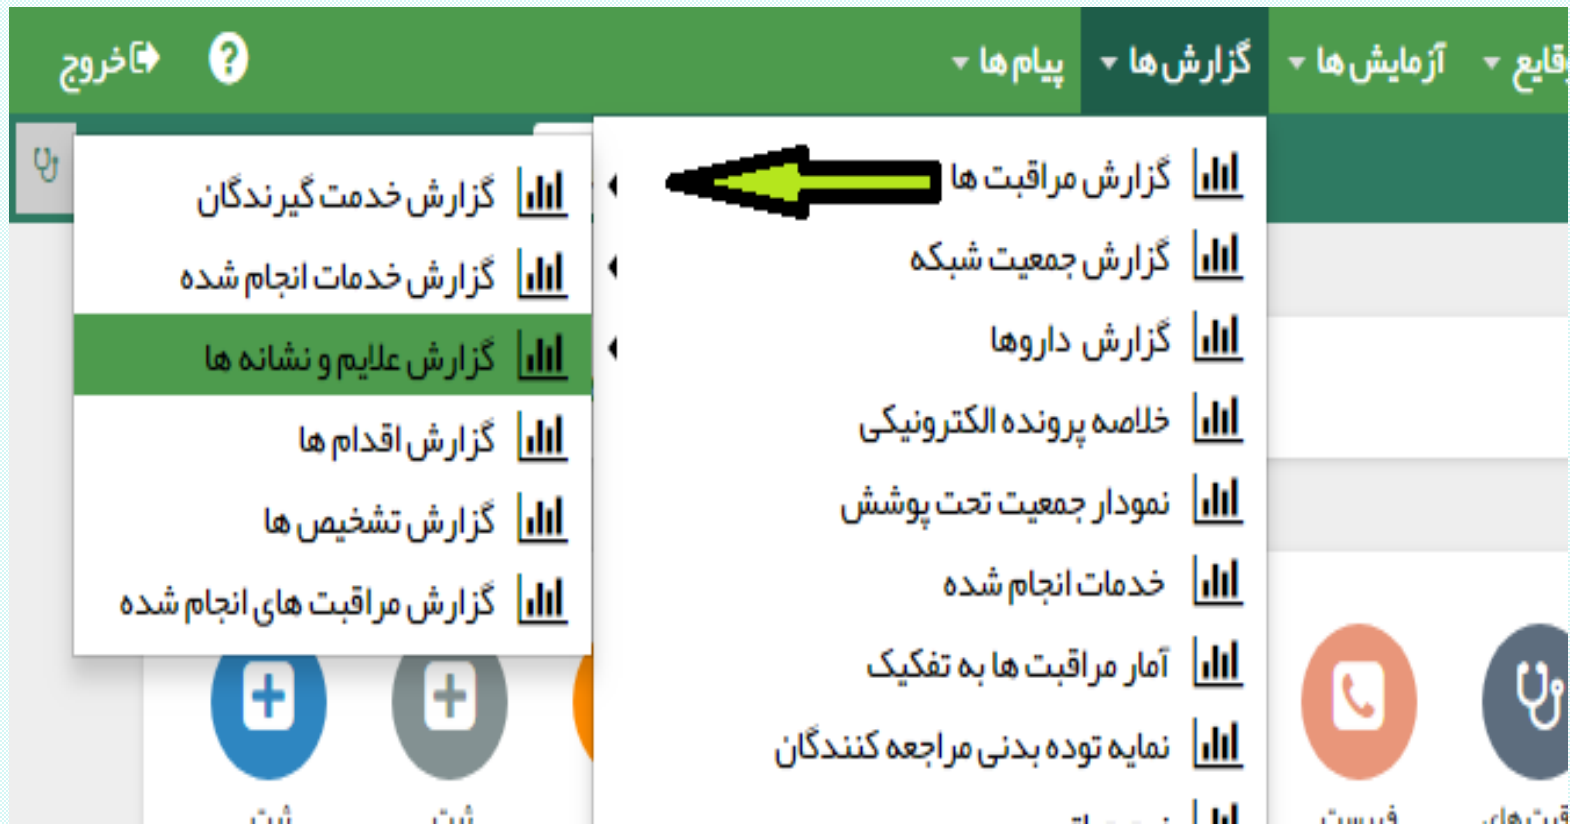 وقایع آزمایش‌ها گزارش‌ها پیام‌ها ? خروج
گزارش مراقبت ها
گزارش جمعیت شبکه
گزارش داروها
خلاصه پرونده الکترونیکی
نمودار جمعیت تحت پوشش
خدمات انجام شده
آمار مراقبت ها به تفکیک
نمایه توده بدنی مراجعه کنندگان
گزارش خدمت گیرندگان
گزارش خدمات انجام شده
گزارش علایم و نشانه ها
گزارش اقدام ها
گزارش تشخیص ها
گزارش مراقبت های انجام شده
فهرست
ثبت
ثبت